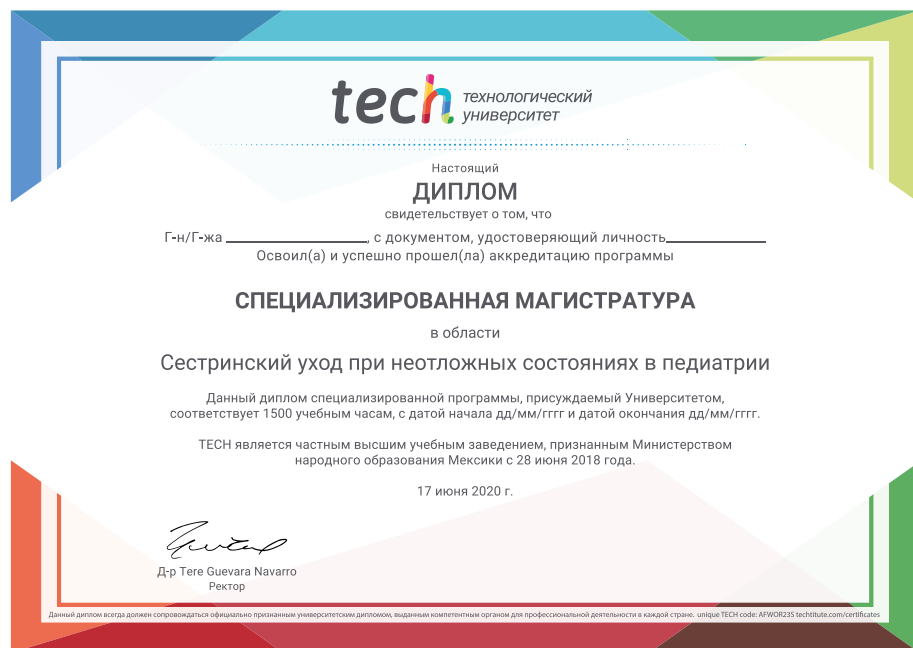 tech технологический
университет
Настоящий
ДИПЛОМ
свидетельствует о том, что
Г-н/Г-жа ____________________, с документом, удостоверяющий личность______________
Освоил(а) и успешно прошел(ла) аккредитацию программы
СПЕЦИАЛИЗИРОВАННАЯ МАГИСТРАТУРА
в области
Сестринский уход при неотложных состояниях в педиатрии
Данный диплом специализированной программы, присуждаемый Университетом,
соответствует 1500 учебным часам, с датой начала дд/мм/гггг и датой окончания дд/мм/гггг.
TECH является частным высшим учебным заведением, признанным Министерством
народного образования Мексики с 28 июня 2018 года.
17 июня 2020 г.
Д-р Tere Guevara Navarro
Ректор
Данный диплом всегда должен сопровождаться официально признанным университетским дипломом, выданным компетентным органом для профессиональной деятельности в каждой стране. unique TECH code: AFWOR23S techtitute.com/certificates